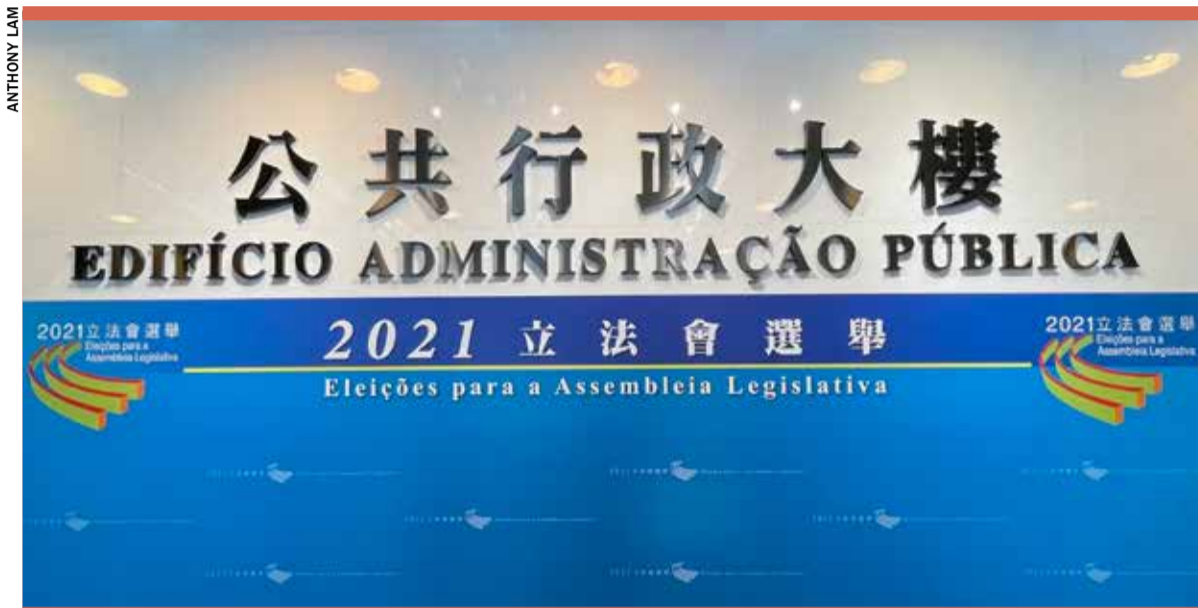 ANTHONY LAM
公共行政大樓
EDIFÍCIO ADMINISTRAÇÃO PÚBLICA
2021立法會選舉
Eleições para a
Assembleia Legislativa
2021 立法會選舉
Eleições para a Assembleia Legislativa
2021立法會選舉
Eleições para a
Assembleia Legislativa